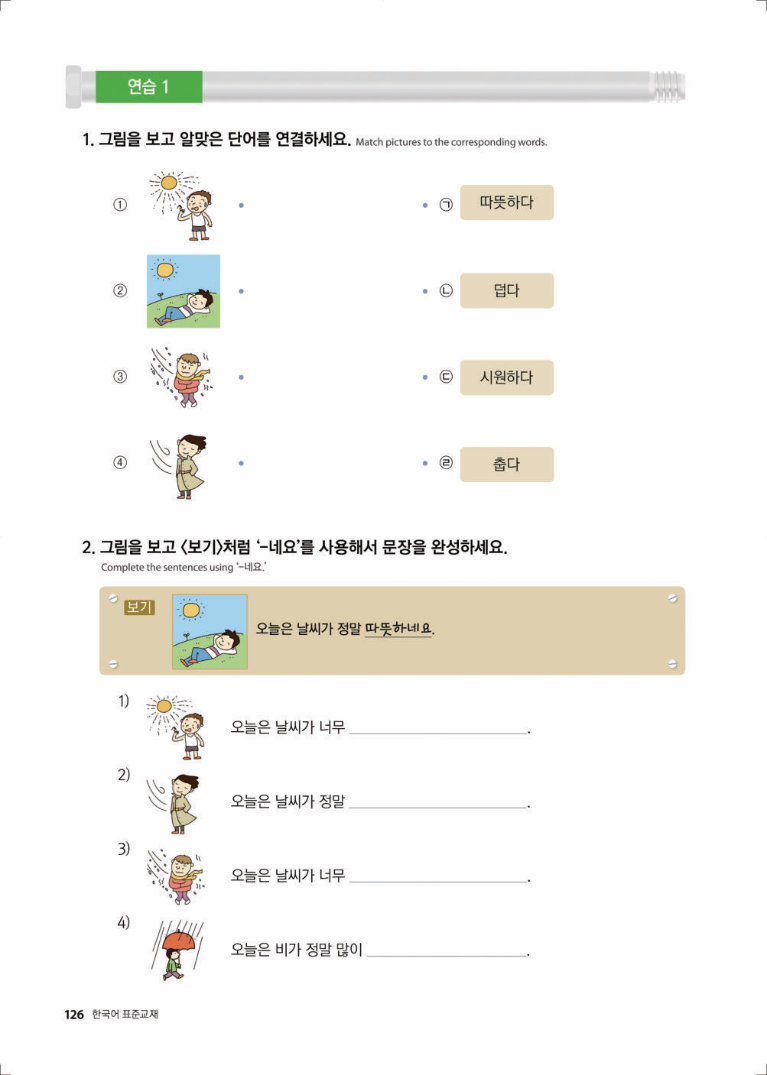 연습 1
1. 그림을 보고 알맞은 단어를 연결하세요. Match pictures to the corresponding words.
① • • ㉠ 따뜻하다
② • • ㉡ 덥다
③ • • ㉢ 시원하다
④ • • ㉣ 춥다
2. 그림을 보고 〈보기〉처럼 ‘–네요’를 사용해서 문장을 완성하세요.
Complete the sentences using ‘–네요.’
보기 오늘은 날씨가 정말 따뜻하네요.
1) 오늘은 날씨가 너무 ____________________.
2) 오늘은 날씨가 정말 ____________________.
3) 오늘은 날씨가 너무 ____________________.
4) 오늘은 비가 정말 많이 __________________.
126 한국어 표준교재